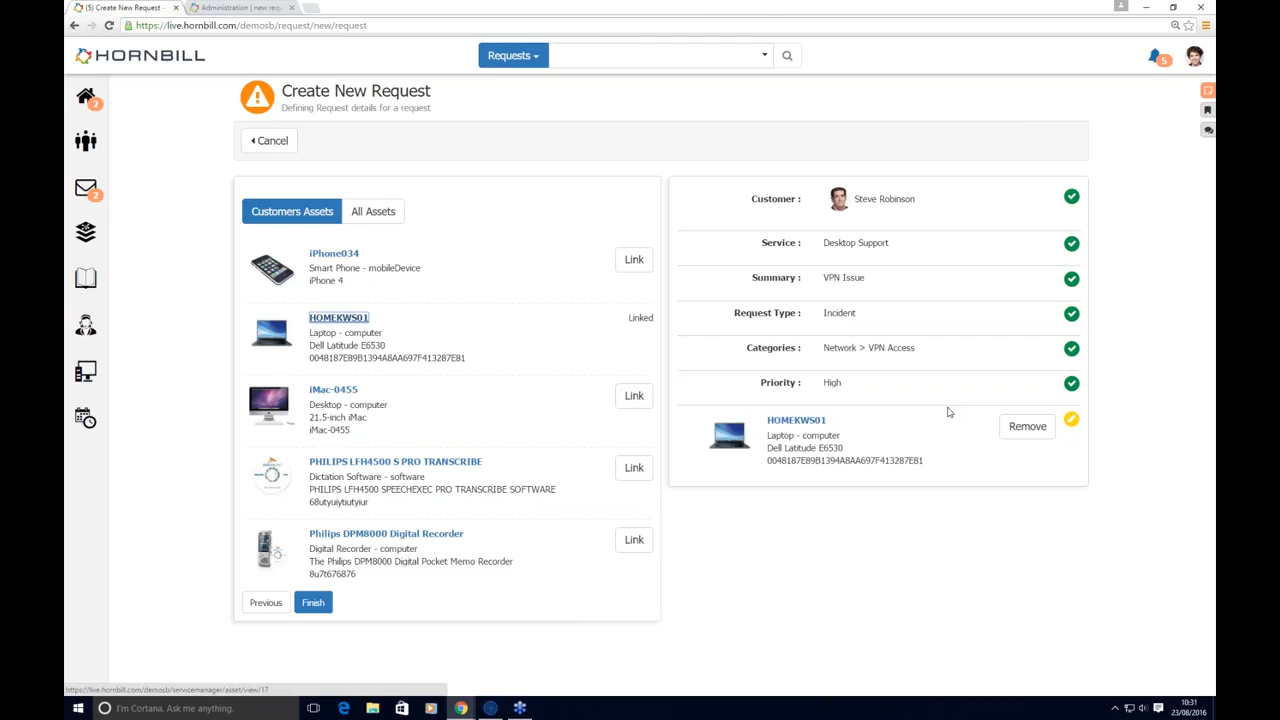 (5) Create New Request -
Administration | new requ
https://live.hornbill.com/demosb/request/new/request
HORNBILL
Requests
5
2
2
Create New Request
Defining Request details for a request
Cancel
Customers Assets
All Assets
iPhone034
Smart Phone - mobileDevice
iPhone 4
Link
HOMEKWS01
Laptop - computer
Dell Latitude E6530
0048187E89B1394A8AA697F413287E81
Linked
iMac-0455
Desktop - computer
21.5-inch iMac
iMac-0455
Link
PHILIPS LFH4500 S PRO TRANSCRIBE
Dictation Software - software
PHILIPS LFH4500 SPEECHEXEC PRO TRANSCRIBE SOFTWARE
68utyuiytiutyiur
Link
Philips DPM8000 Digital Recorder
Digital Recorder - computer
The Philips DPM8000 Digital Pocket Memo Recorder
8u7t676876
Link
Previous
Finish
Customer : Steve Robinson
Service : Desktop Support
Summary : VPN Issue
Request Type : Incident
Categories : Network > VPN Access
Priority : High
HOMEKWS01
Laptop - computer
Dell Latitude E6530
0048187E89B1394A8AA697F413287E81
Remove
https://live.hornbill.com/demosb/servicemanager/asset/view/17
I'm Cortana. Ask me anything.
10:31
23/08/2016